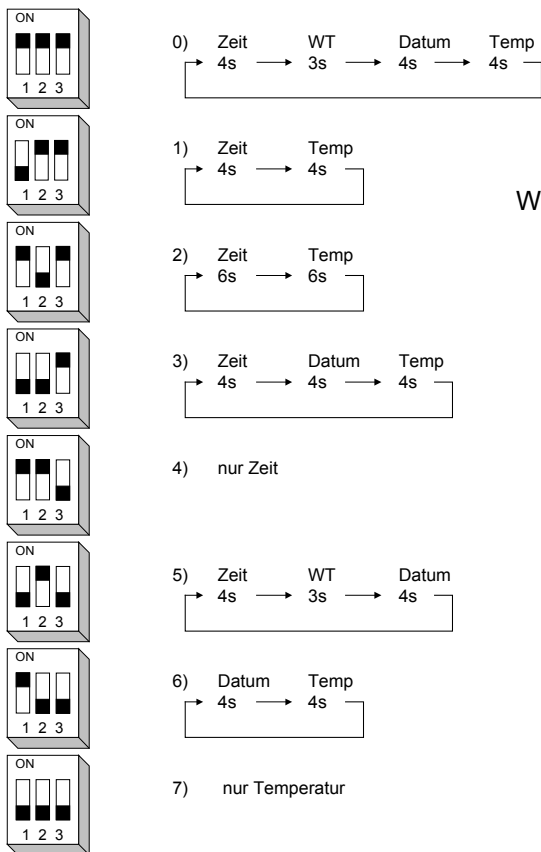 ON
1 2 3
0) Zeit WT Datum Temp
4s 3s 4s 4s
ON
1 2 3
1) Zeit Temp
4s 4s
W
ON
1 2 3
2) Zeit Temp
6s 6s
ON
1 2 3
3) Zeit Datum Temp
4s 4s 4s
ON
1 2 3
4) nur Zeit
ON
1 2 3
5) Zeit WT Datum
4s 3s 4s
ON
1 2 3
6) Datum Temp
4s 4s
ON
1 2 3
7) nur Temperatur